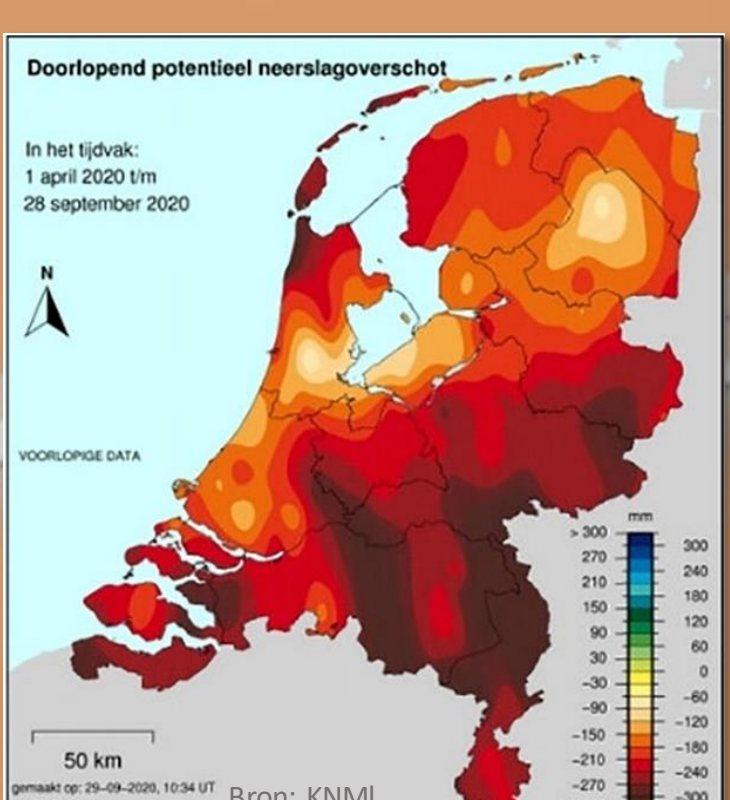 Doorlopend potentieel neerslagoverschot
In het tijdvak:
1 april 2020 t/m
28 september 2020
N
VOORLOPIGE DATA
mm
> 300
300
270
240
210
180
150
120
90
60
30
0
-30
-60
-90
-120
-150
-180
-210
-240
-270
-300
50 km
gemaakt op: 29-09-2020, 10:34 UT
Bron: KNMI